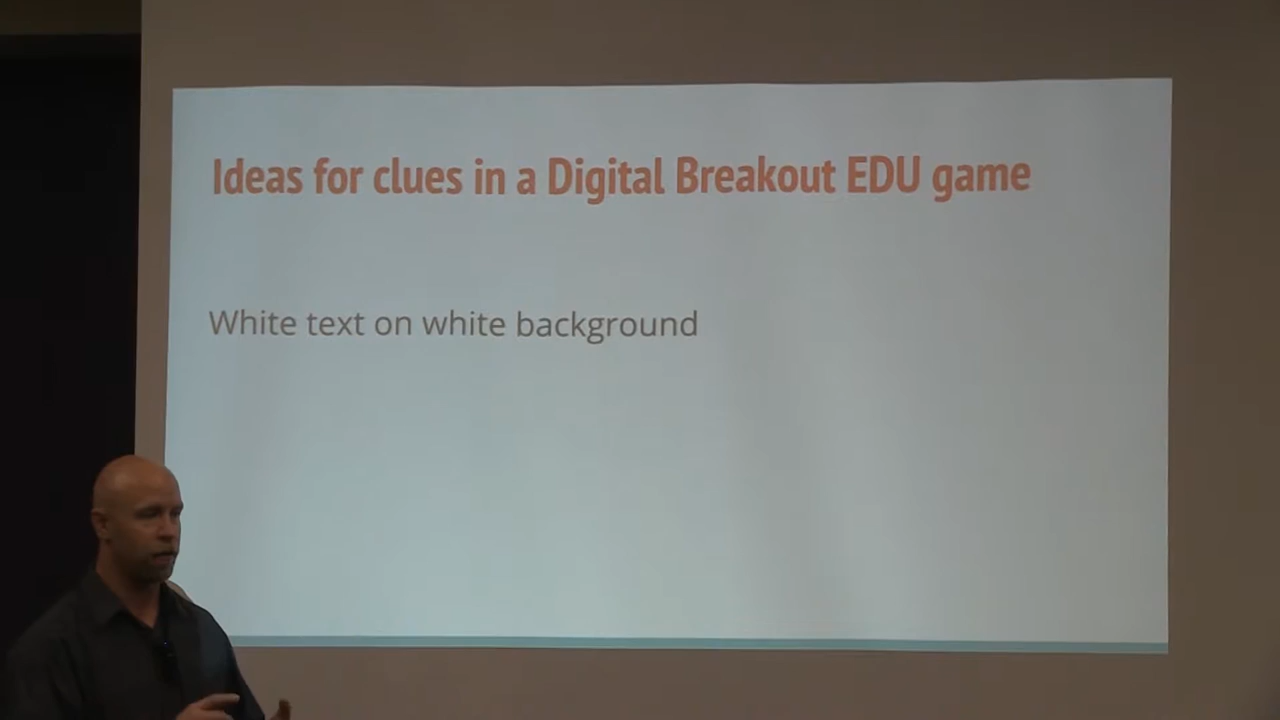 Ideas for clues in a Digital Breakout EDU game
White text on white background